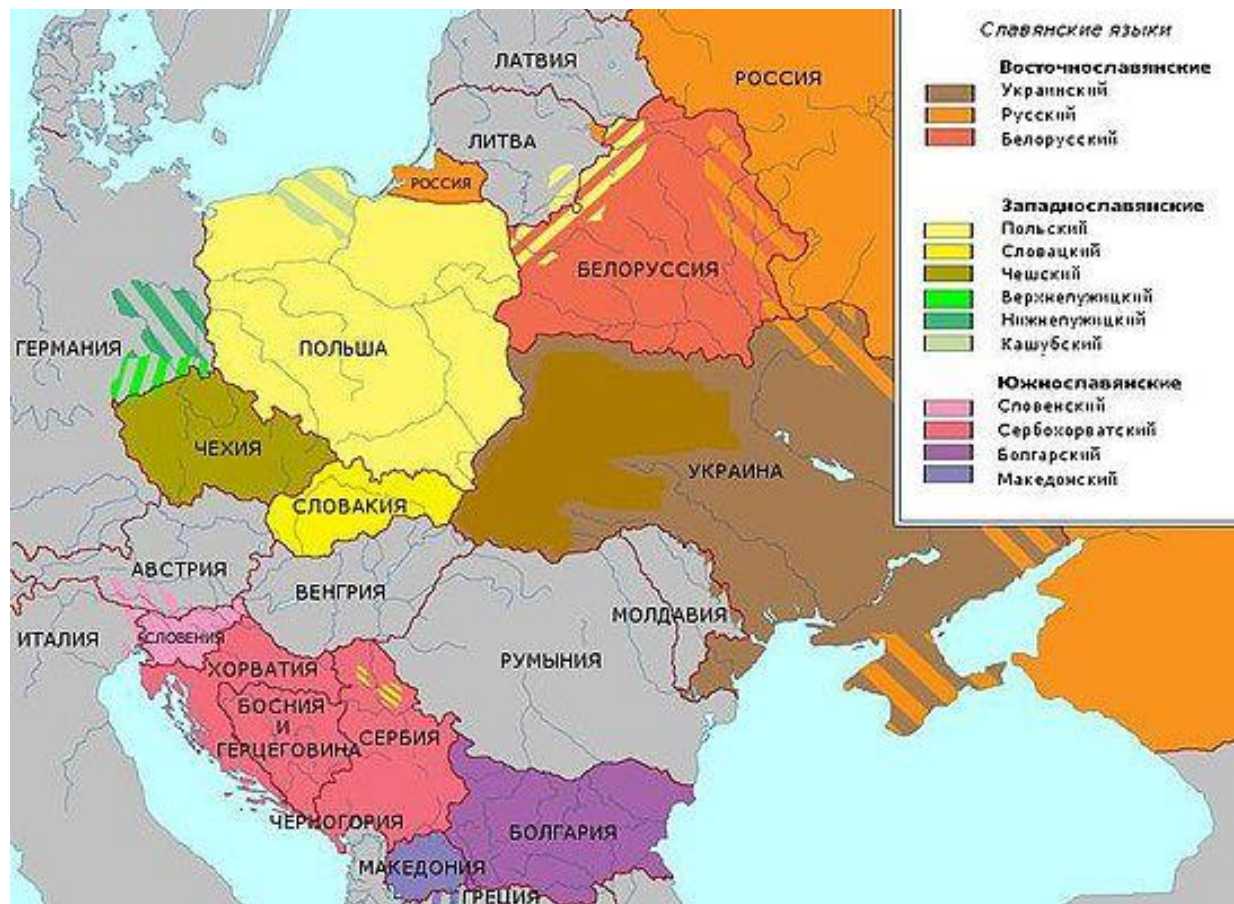 Славянские языки
Восточнославянские
Украинский
Русский
Белорусский
Западнославянские
Польский
Словацкий
Чешский
Верхнелужицкий
Нижнелужицкий
Кашубский
Южнославянские
Словенский
Сербохорватский
Болгарский
Македонский
ЛАТВИЯ
РОССИЯ
ЛИТВА
РОССИЯ
БЕЛОРУССИЯ
ГЕРМАНИЯ
ПОЛЬША
ЧЕХИЯ
УКРАИНА
СЛОВАКИЯ
АВСТРИЯ
ВЕНГРИЯ
МОЛДАВИЯ
ИТАЛИЯ
СЛОВЕНИЯ
РУМЫНИЯ
ХОРВАТИЯ
БОСНИЯ
И
ГЕРЦЕГОВИНА
СЕРБИЯ
ЧЕРНОГОРИЯ
БОЛГАРИЯ
МАКЕДОНИЯ
ГРЕЦИЯ